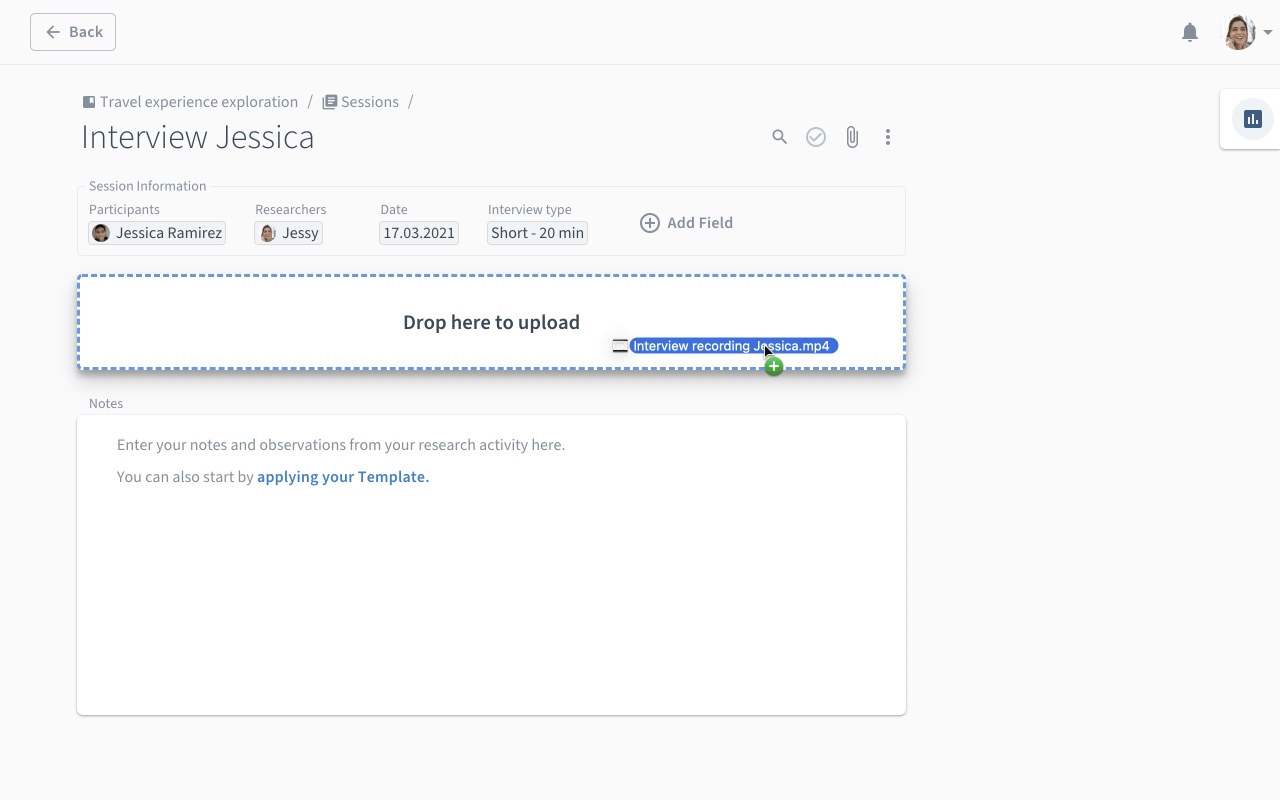 Back
Travel experience exploration / Sessions /
Interview Jessica
Session Information
Participants Researchers Date Interview type
Jessica Ramirez Jessy 17.03.2021 Short - 20 min Add Field
Drop here to upload
Interview recording Jessica.mp4
Notes
Enter your notes and observations from your research activity here.
You can also start by applying your Template.